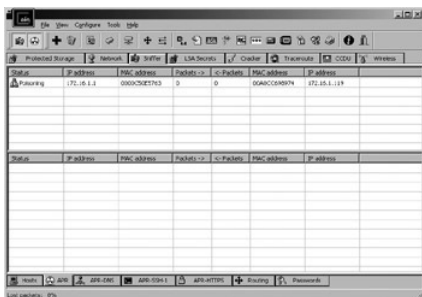 File View Configure Tools Help
Protected Storage Network Sniffer LSA Secrets Cracker Traceroute CCDU Wireless
Status IP address MAC address Packets -> <- Packets MAC address IP address
Poisoning 172.16.1.1 0 0 172.16.1.119
Status IP address MAC address Packets -> <- Packets MAC address IP address
Hosts APR APR-DNS APR-SSH-1 APR-HTTPS Routing Passwords
Lost packets: 0%